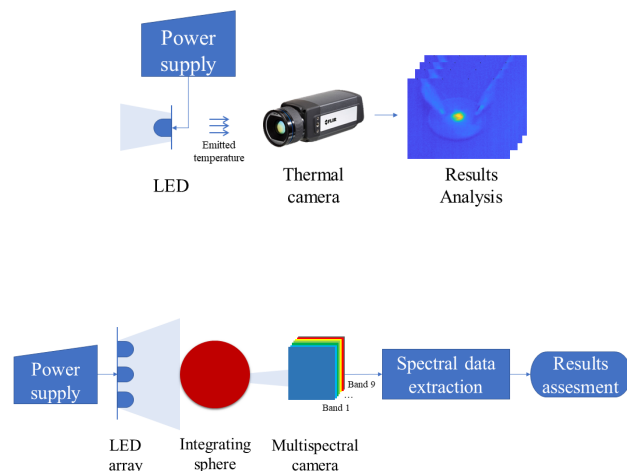 Power
supply
Emitted
temperature
LED
FLIR
Thermal
camera
Results
Analysis
Power
supply
LED
array
Integrating
sphere
Band 9
...
Band 1
Multispectral
camera
Spectral data
extraction
Results
assesment